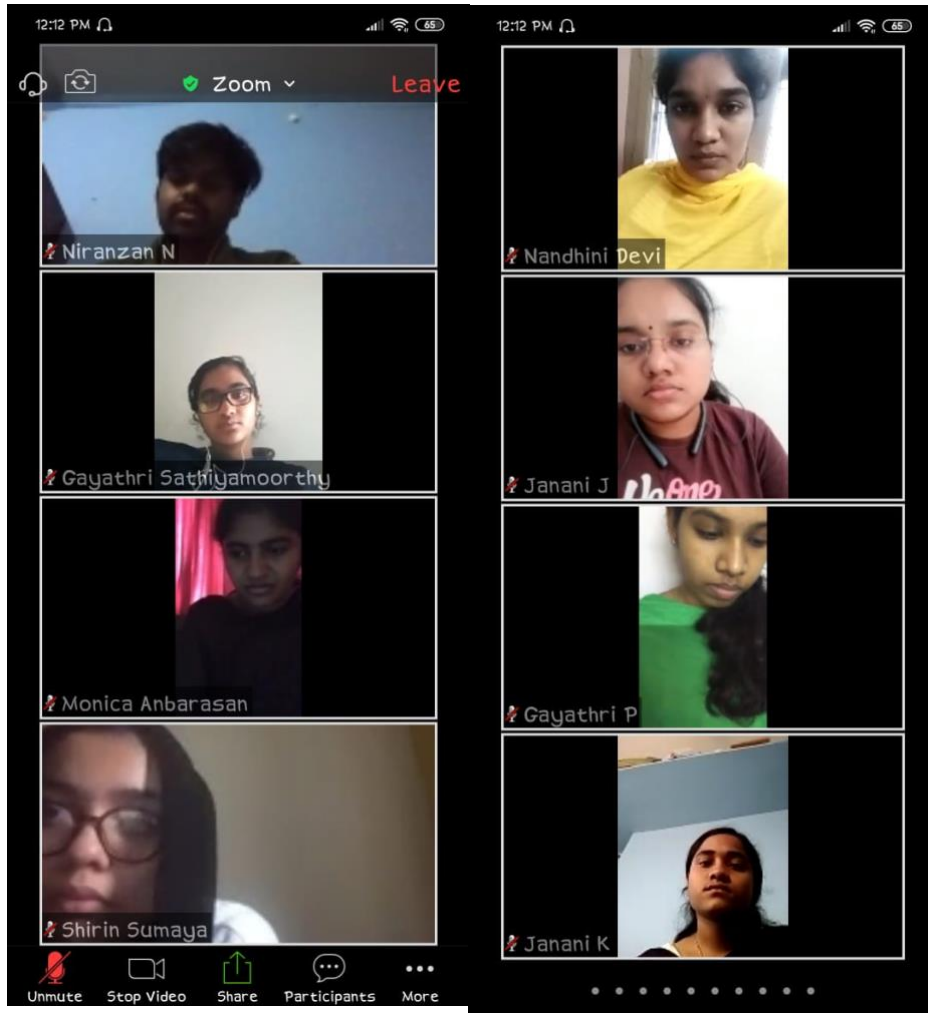 12:12 PM
65
Zoom
Leave
Niranzan N
Gayathri Sathiyamoorthy
Monica Anbarasan
Shirin Sumaya
Unmute
Stop Video
Share
Participants
More
12:12 PM
65
Nandhini Devi
Janani J
Gayathri P
Janani K